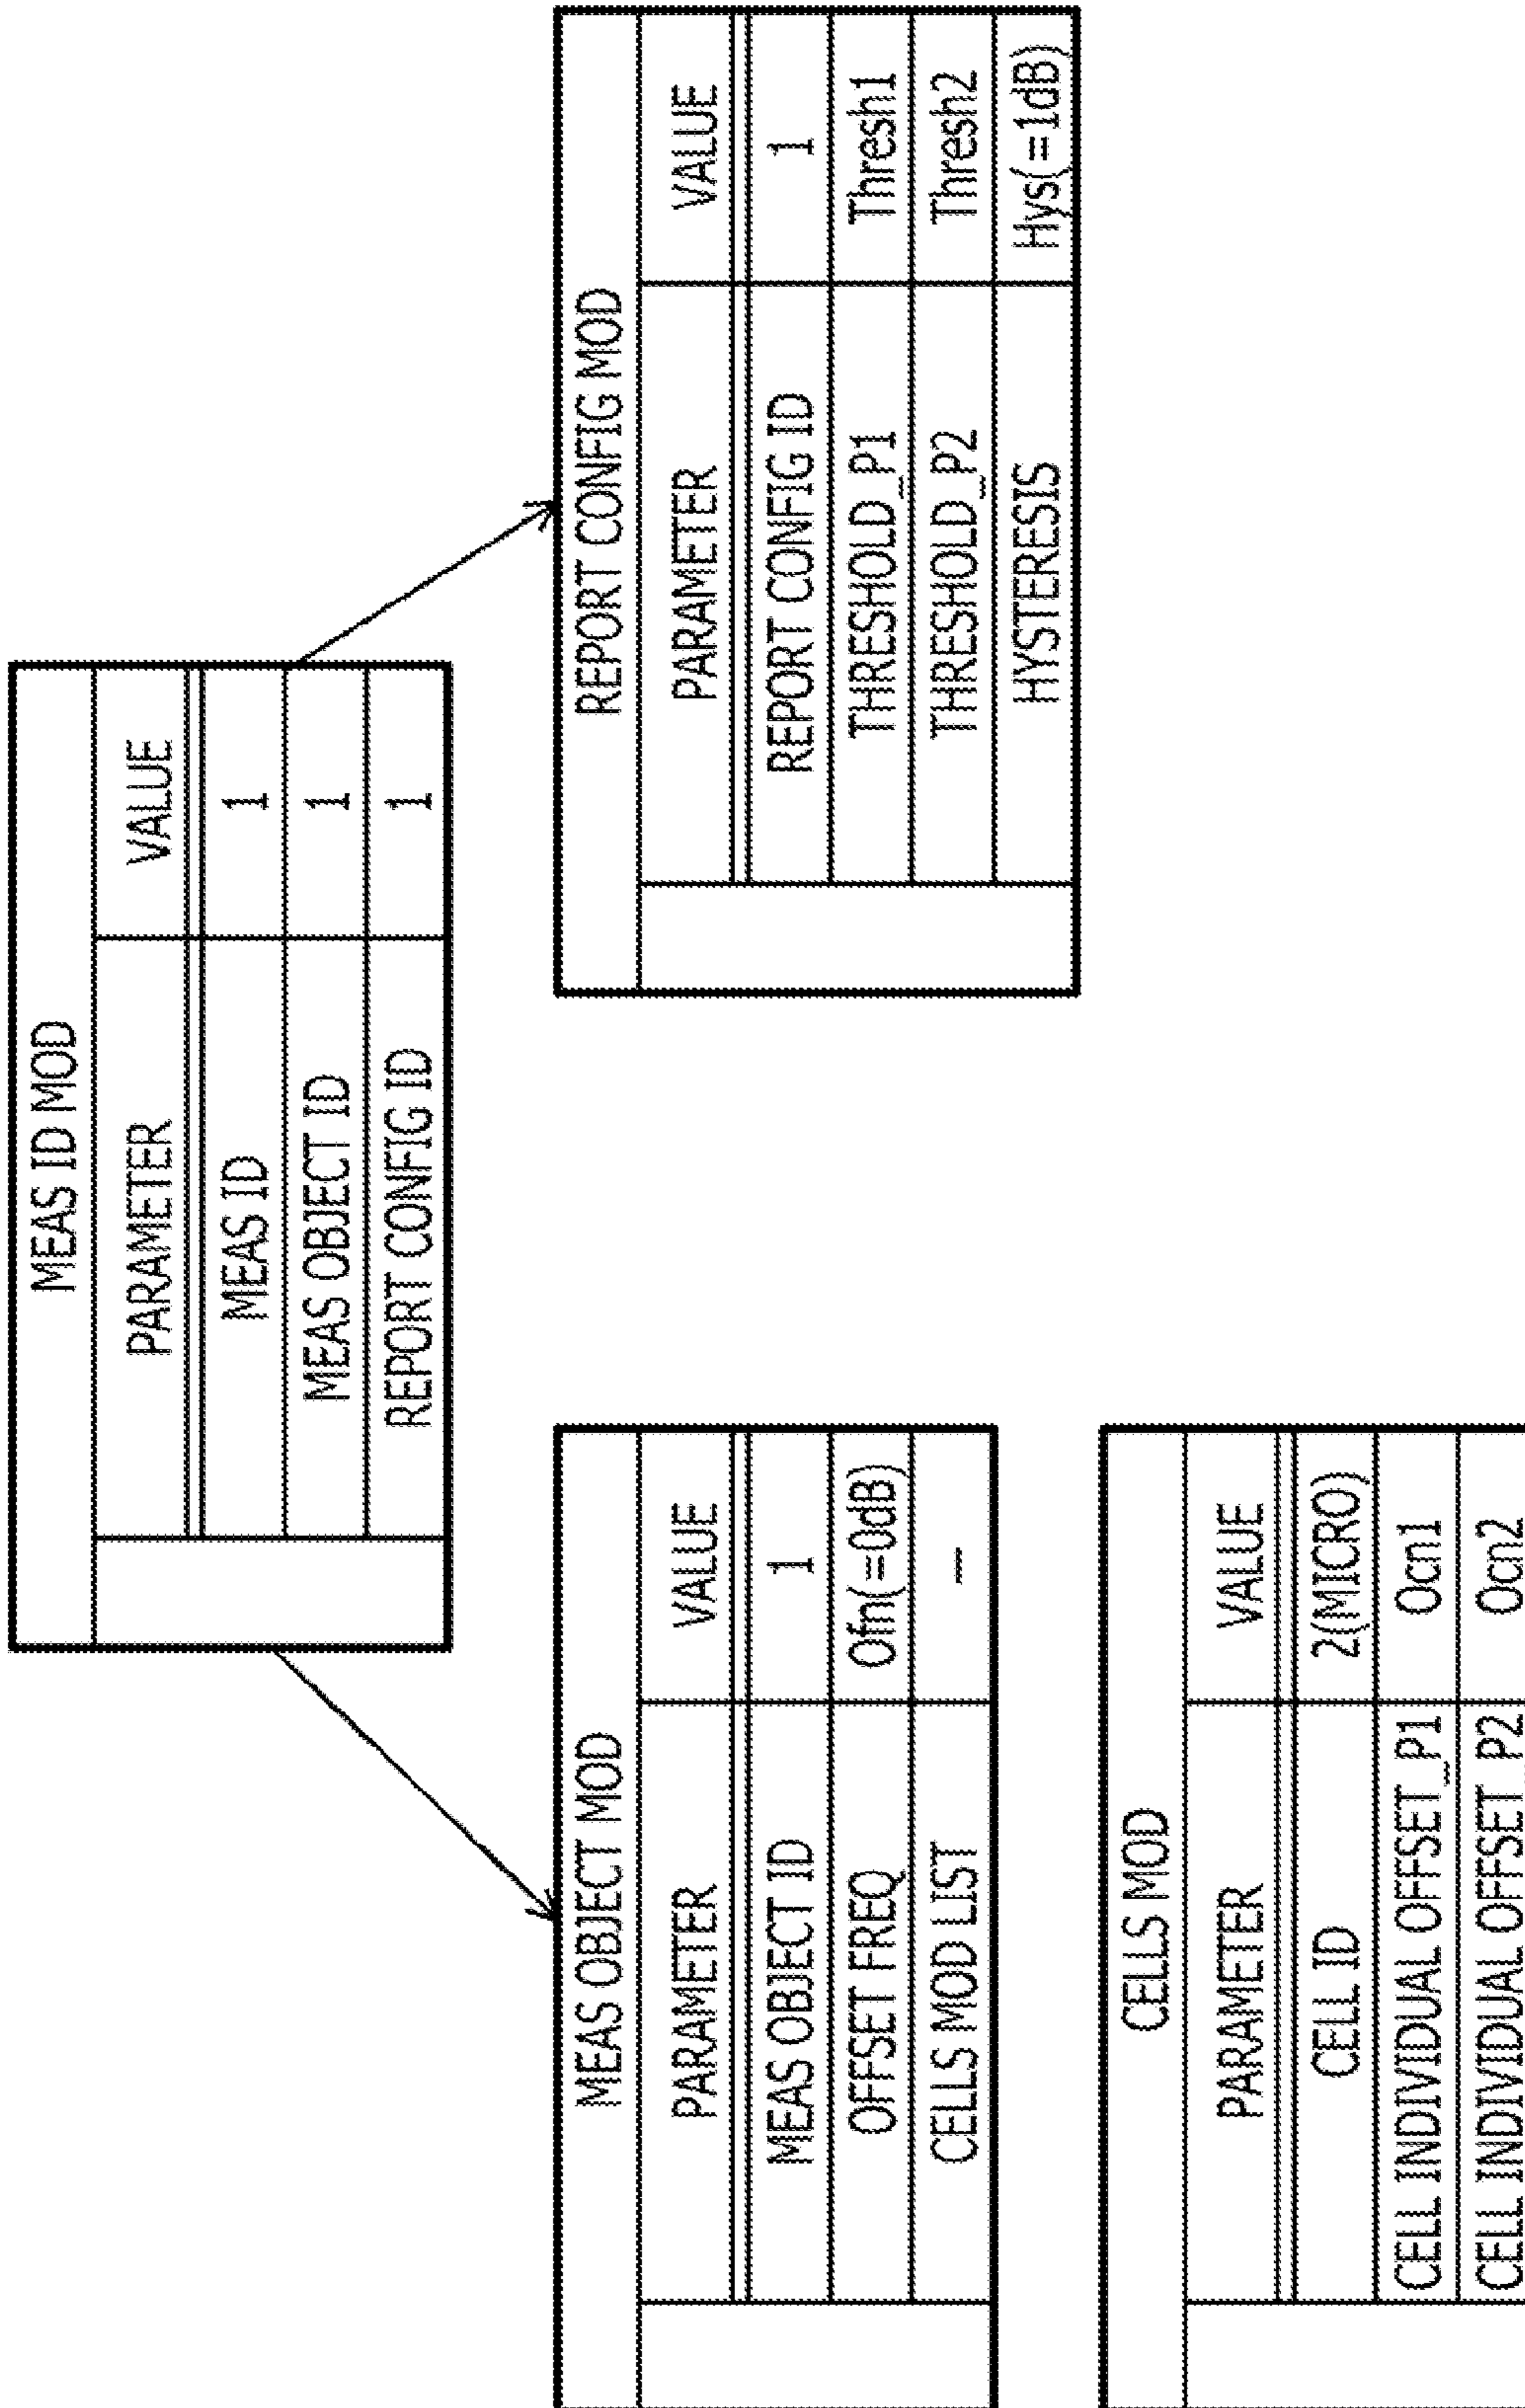 MEAS ID MOD
PARAMETER VALUE
MEAS ID 1
MEAS OBJECT ID 1
REPORT CONFIG ID 1
MEAS OBJECT MOD
PARAMETER VALUE
MEAS OBJECT ID 1
OFFSET FREQ Ofn(=0dB)
CELLS MOD LIST —
REPORT CONFIG MOD
PARAMETER VALUE
REPORT CONFIG ID 1
THRESHOLD_P1 Thresh1
THRESHOLD_P2 Thresh2
HYSTERESIS Hys(=1dB)
CELLS MOD
PARAMETER VALUE
CELL ID 2(MICRO)
CELL INDIVIDUAL OFFSET_P1 Ocn1
CELL INDIVIDUAL OFFSET_P2 Ocn2